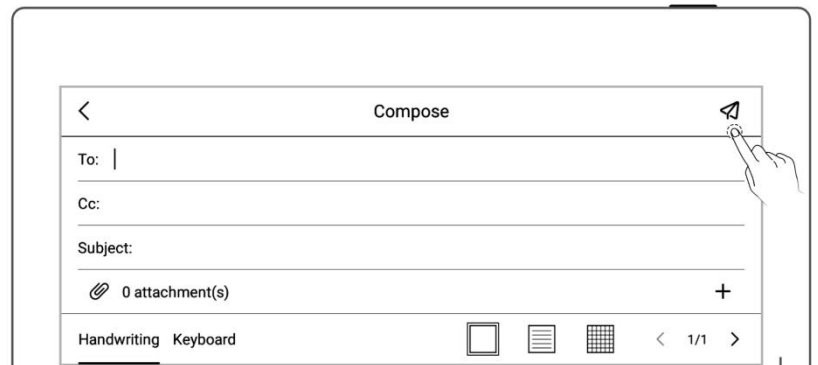 Compose
To:
Cc:
Subject:
0 attachment(s)
Handwriting Keyboard 1/1